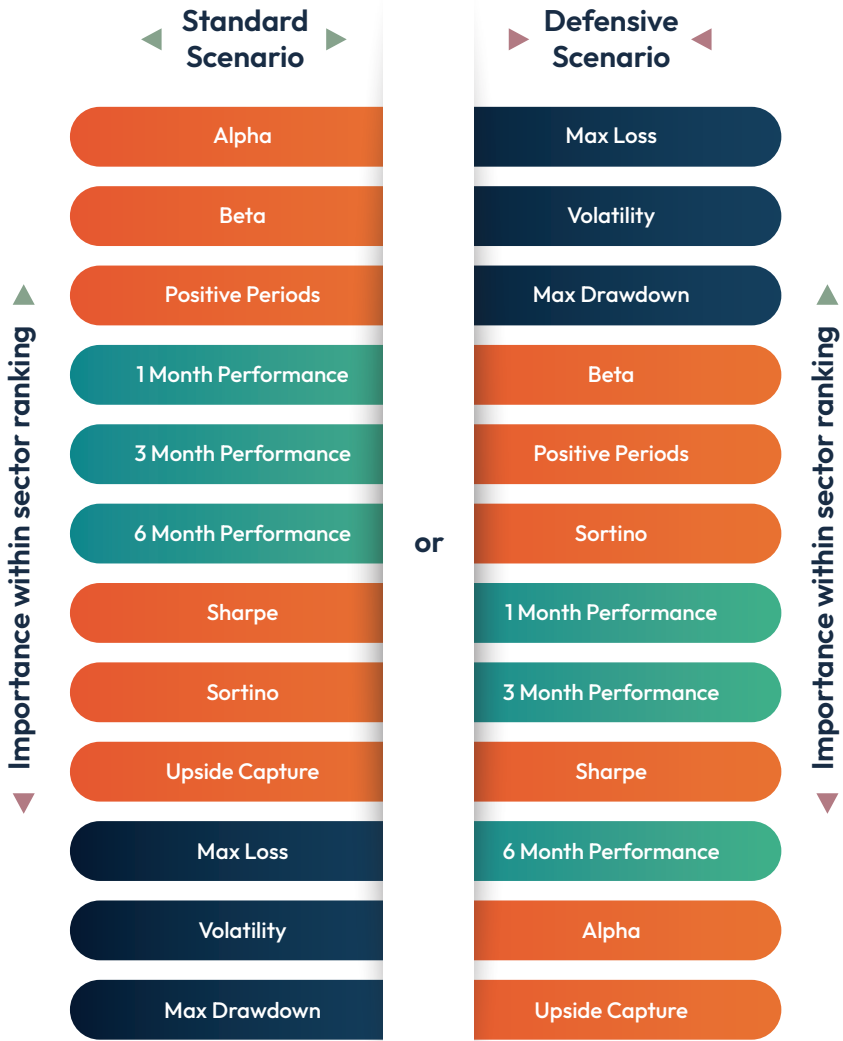 Standard
Scenario
Alpha
Beta
Positive Periods
1 Month Performance
3 Month Performance
6 Month Performance
Sharpe
Sortino
Upside Capture
Max Loss
Volatility
Max Drawdown
Importance within sector ranking
or
Defensive
Scenario
Max Loss
Volatility
Max Drawdown
Beta
Positive Periods
Sortino
1 Month Performance
3 Month Performance
Sharpe
6 Month Performance
Alpha
Upside Capture
Importance within sector ranking